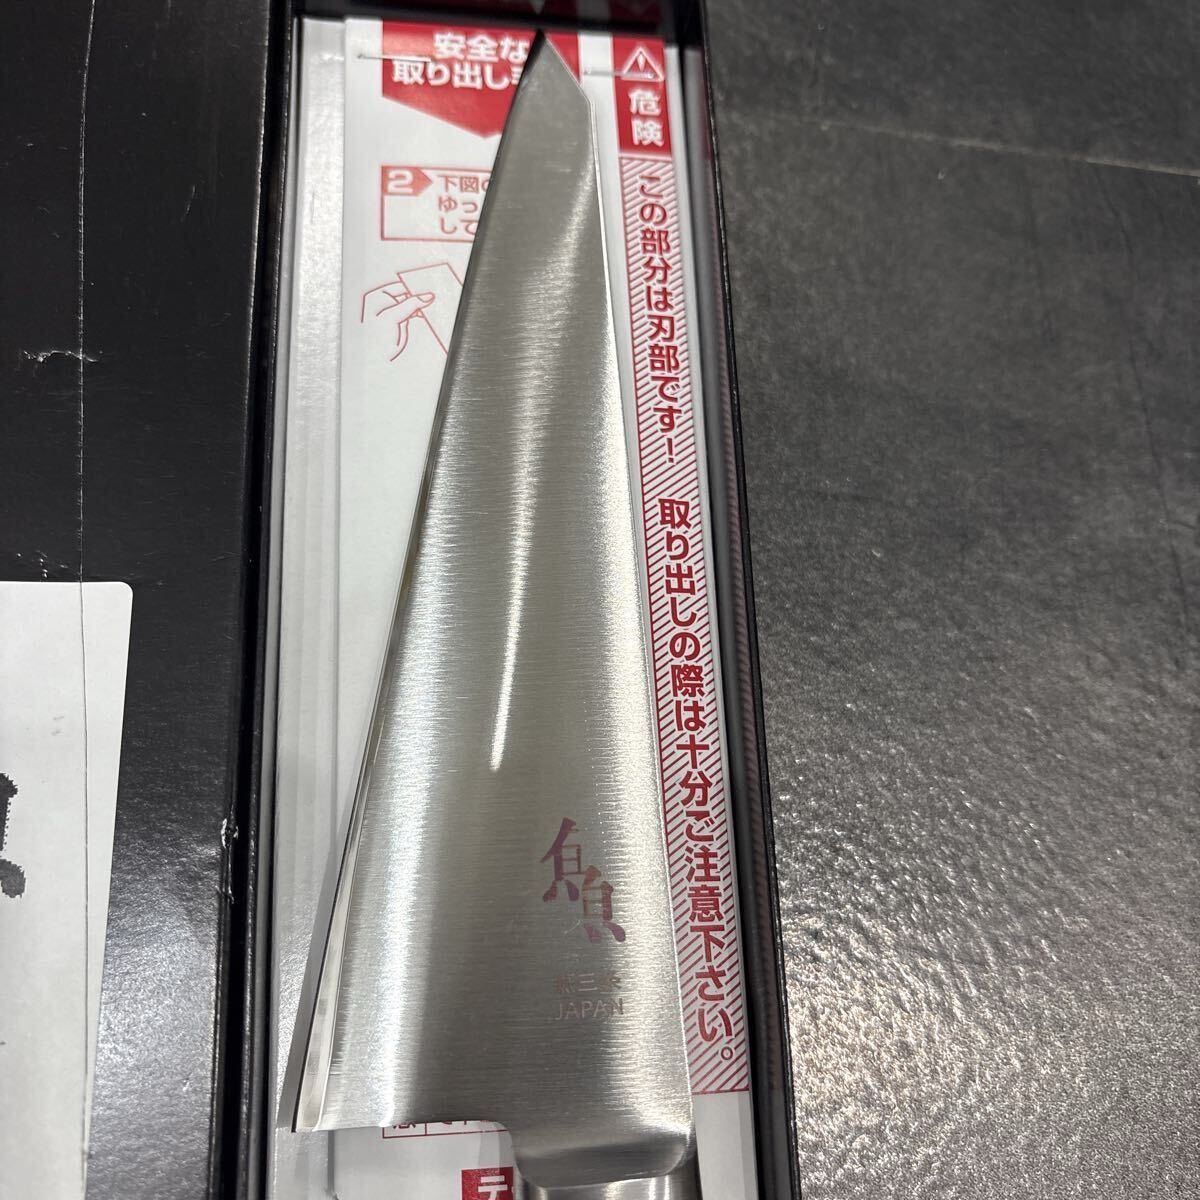 安全な
取り出し
危険
2 下図の
ゆっ
して
この部分は刃部です! 取り出しの際は十分ご注意下さい。
三条
JAPAN
テ